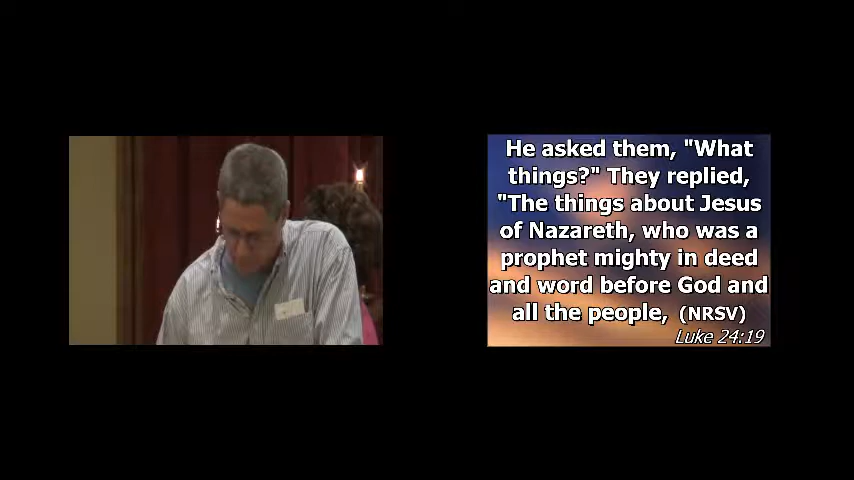 He asked them, "What
things?" They replied,
"The things about Jesus
of Nazareth, who was a
prophet mighty in deed
and word before God and
all the people, (NRSV)
Luke 24:19